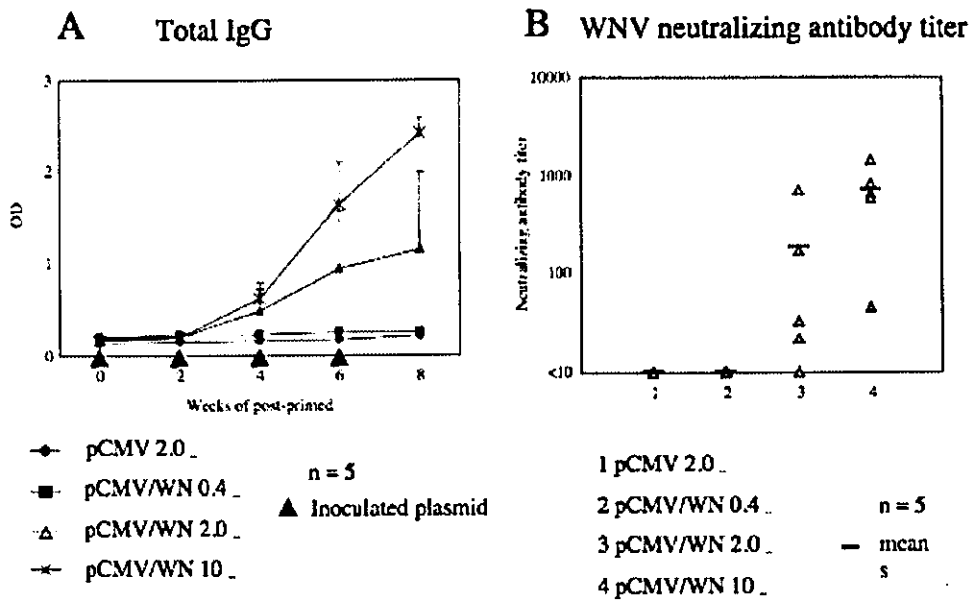 A Total IgG
3
2
1
0
OD
0 2 4 6 8
Weeks of post-primed
pCMV 2.0
pCMV/WN 0.4
pCMV/WN 2.0
pCMV/WN 10
n = 5
Inoculated plasmid
B WNV neutralizing antibody titer
10000
1000
100
<10
Neutralizing antibody titer
1 2 3 4
1 pCMV 2.0
2 pCMV/WN 0.4
3 pCMV/WN 2.0
4 pCMV/WN 10
n = 5
mean
s